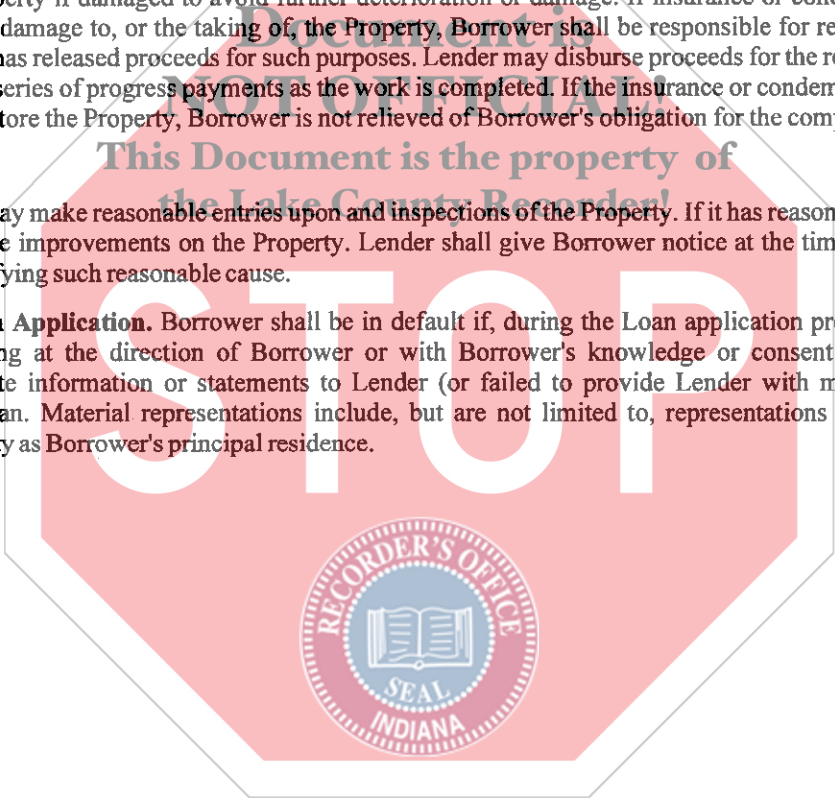 perty if damaged to avoid further deterioration or damage. If insurance or con
Document is
damage to, or the taking of, the Property, Borrower shall be responsible for re
as released proceeds for such purposes. Lender may disburse proceeds for the r
series of progress payments as the work is completed. If the insurance or condem
NOT OFFICIAL!
tore the Property, Borrower is not relieved of Borrower's obligation for the com
This Document is the property of
the Lake County Recorder!
ay make reasonable entries upon and inspections of the Property. If it has reason
e improvements on the Property. Lender shall give Borrower notice at the tim
ying such reasonable cause.
STOP
Application. Borrower shall be in default if, during the Loan application pr
ng at the direction of Borrower or with Borrower's knowledge or consent
te information or statements to Lender (or failed to provide Lender with m
an. Material representations include, but are not limited to, representations
y as Borrower's principal residence.
RECORDER'S OFFICE
SEAL
INDIANA